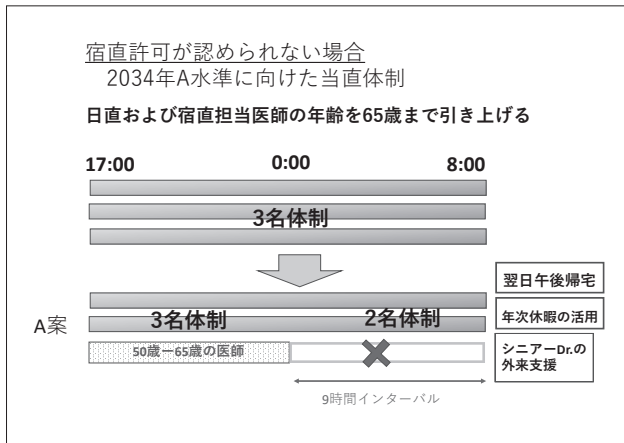 宿直許可が認められない場合
2034年A水準に向けた当直体制
日直および宿直担当医師の年齢を65歳まで引き上げる
17:00 0:00 8:00
3名体制
翌日午後帰宅
A案 3名体制 2名体制 年次休暇の活用
50歳ー65歳の医師
シニアーDr.の
外来支援
9時間インターバル